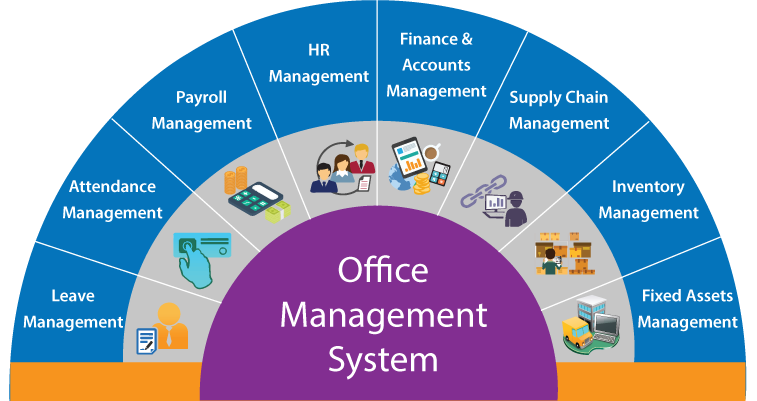 Leave
Management
Attendance
Management
Payroll
Management
HR
Management
Finance &
Accounts
Management
Supply Chain
Management
Inventory
Management
Fixed Assets
Management
Office
Management
System